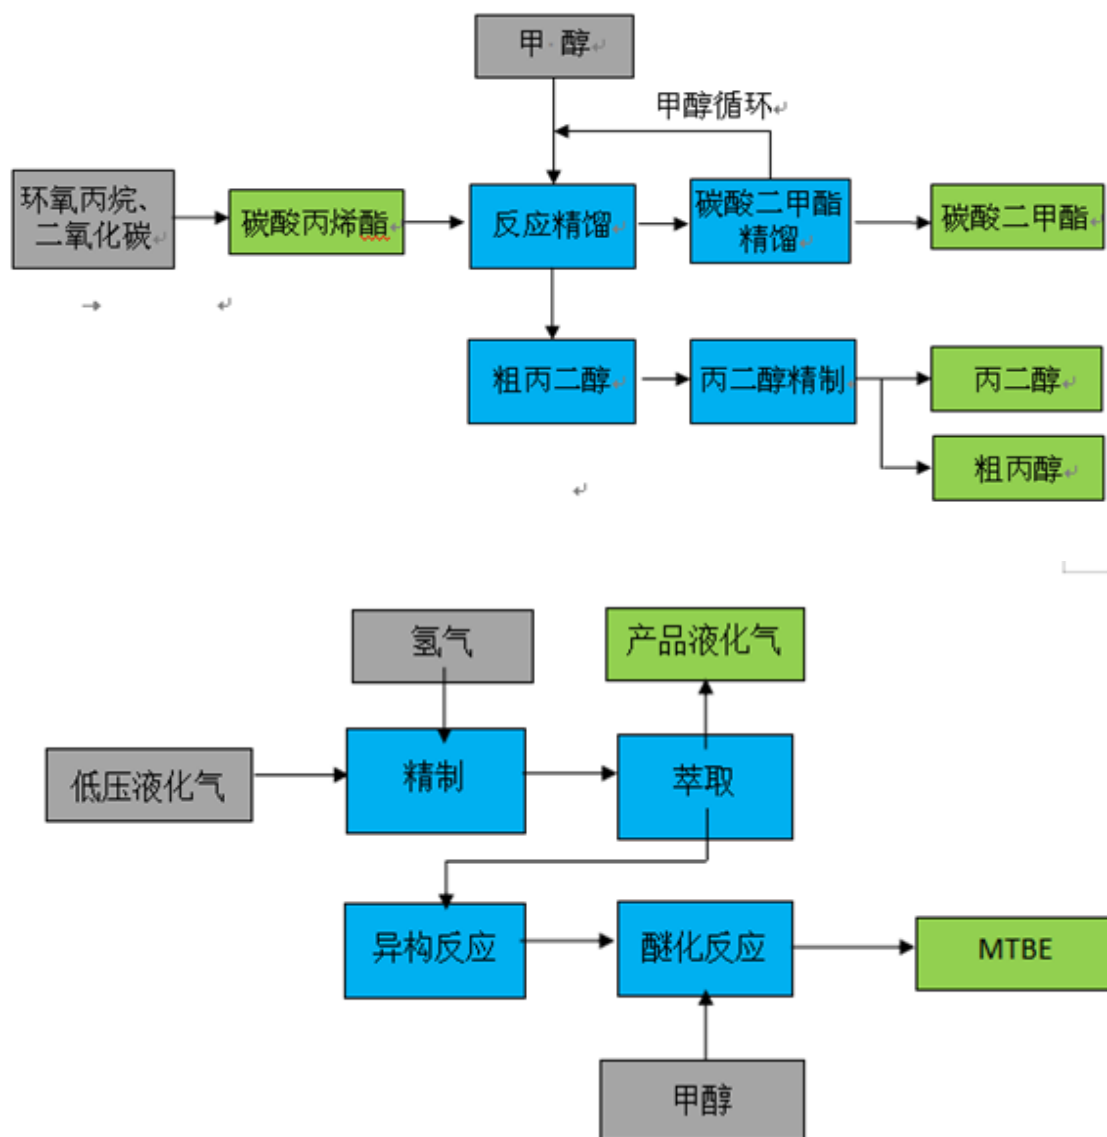 甲 醇
甲醇循环
环氧丙烷、
二氧化碳
碳酸丙烯酯
反应精馏
碳酸二甲酯
精馏
碳酸二甲酯
粗丙二醇
丙二醇精制
丙二醇
粗丙醇
氢气
产品液化气
低压液化气
精制
萃取
异构反应
醚化反应
MTBE
甲醇